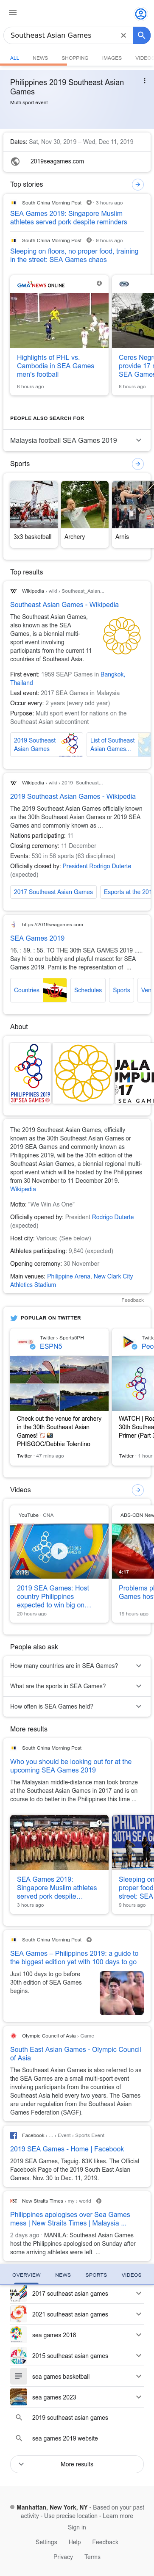 Southeast Asian Games
ALL NEWS SHOPPING IMAGES VIDEOS
Philippines 2019 Southeast Asian
Games
Multi-sport event
Dates: Sat, Nov 30, 2019 – Wed, Dec 11, 2019
2019seagames.com
Top stories
South China Morning Post · 3 hours ago
SEA Games 2019: Singapore Muslim
athletes served pork despite reminders
South China Morning Post · 9 hours ago
Sleeping on floors, no proper food, training
in the street: SEA Games chaos
GMA NEWS ONLINE
Highlights of PHL vs.
Cambodia in SEA Games
men's football
6 hours ago
Ceres Negr
provide 17 n
SEA Games
6 hours ago
PEOPLE ALSO SEARCH FOR
Malaysia football SEA Games 2019
Sports
3x3 basketball
Archery
Arnis
Top results
Wikipedia › wiki › Southeast_Asian...
Southeast Asian Games - Wikipedia
The Southeast Asian Games,
also known as the SEA
Games, is a biennial multi-
sport event involving
participants from the current 11
countries of Southeast Asia.
First event: 1959 SEAP Games in Bangkok,
Thailand
Last event: 2017 SEA Games in Malaysia
Occur every: 2 years (every odd year)
Purpose: Multi sport event for nations on the
Southeast Asian subcontinent
2019 Southeast
Asian Games
List of Southeast
Asian Games...
Wikipedia › wiki › 2019_Southeast...
2019 Southeast Asian Games - Wikipedia
The 2019 Southeast Asian Games officially known
as the 30th Southeast Asian Games or 2019 SEA
Games and commonly known as ...
Nations participating: 11
Closing ceremony: 11 December
Events: 530 in 56 sports (63 disciplines)
Officially closed by: President Rodrigo Duterte
(expected)
2017 Southeast Asian Games
Esports at the 201
https://2019seagames.com
SEA Games 2019
16. : 59. : 55. TO THE 30th SEA GAMES 2019 .....
Say hi to our bubbly and playful mascot for SEA
Games 2019. Pami is the representation of ...
Countries
Schedules
Sports
Ven
About
PHILIPPINES 2019
30th SEA GAMES
UALA
UMPUR
17
SEA GAMES
The 2019 Southeast Asian Games, officially
known as the 30th Southeast Asian Games or
2019 SEA Games and commonly known as
Philippines 2019, will be the 30th edition of the
Southeast Asian Games, a biennial regional multi-
sport event which will be hosted by the Philippines
from 30 November to 11 December 2019.
Wikipedia
Motto: "We Win As One"
Officially opened by: President Rodrigo Duterte
(expected)
Host city: Various; (See below)
Athletes participating: 9,840 (expected)
Opening ceremony: 30 November
Main venues: Philippine Arena, New Clark City
Athletics Stadium
Feedback
POPULAR ON TWITTER
Twitter › Sports5PH
ESPN5
Check out the venue for archery
in the 30th Southeast Asian
Games!
PHISGOC/Debbie Tolentino
Twitter · 47 mins ago
Twitte
Peo
WATCH | Roa
30th Southeas
Primer (Part 3
Twitter · 1 hour
Videos
YouTube · CNA
2019 SEA Games: Host
country Philippines
expected to win big on...
20 hours ago
ABS-CBN New
4:17
Problems pl
Games host
19 hours ago
People also ask
How many countries are in SEA Games?
What are the sports in SEA Games?
How often is SEA Games held?
More results
South China Morning Post
Who you should be looking out for at the
upcoming SEA Games 2019
The Malaysian middle-distance man took bronze
at the Southeast Asian Games in 2017 and is on
course to do better in the Philippines this time ...
SEA Games 2019:
Singapore Muslim athletes
served pork despite...
3 hours ago
PHILIPPI
30TH SEA
Sleeping on
proper food,
street: SEA
9 hours ago
South China Morning Post
SEA Games – Philippines 2019: a guide to
the biggest edition yet with 100 days to go
Just 100 days to go before
30th edition of SEA Games
begins.
Olympic Council of Asia › Game
South East Asian Games - Olympic Council
of Asia
The Southeast Asian Games is also referred to as
as the SEA Games are a small multi-sport event
involving participants from the countries of
Southeast Asia held every two years. The Games
are under regulation from the Southeast Asian
Games Federation (SAGF).
Facebook › ... › Event › Sports Event
2019 SEA Games - Home | Facebook
2019 SEA Games, Taguig. 83K likes. The Official
Facebook Page of the 2019 South East Asian
Games. Nov. 30 to Dec. 11, 2019.
New Straits Times › my › world
Philippines apologises over Sea Games
mess | New Straits Times | Malaysia ...
2 days ago · MANILA: Southeast Asian Games
host the Philippines apologised on Sunday after
some arriving athletes were left ...
OVERVIEW NEWS SPORTS VIDEOS
2017 southeast asian games
2021 southeast asian games
sea games 2018
2015 southeast asian games
sea games basketball
sea games 2023
2019 southeast asian games
sea games 2019 website
More results
Manhattan, New York, NY - Based on your past
activity - Use precise location - Learn more
Sign in
Settings Help Feedback
Privacy Terms